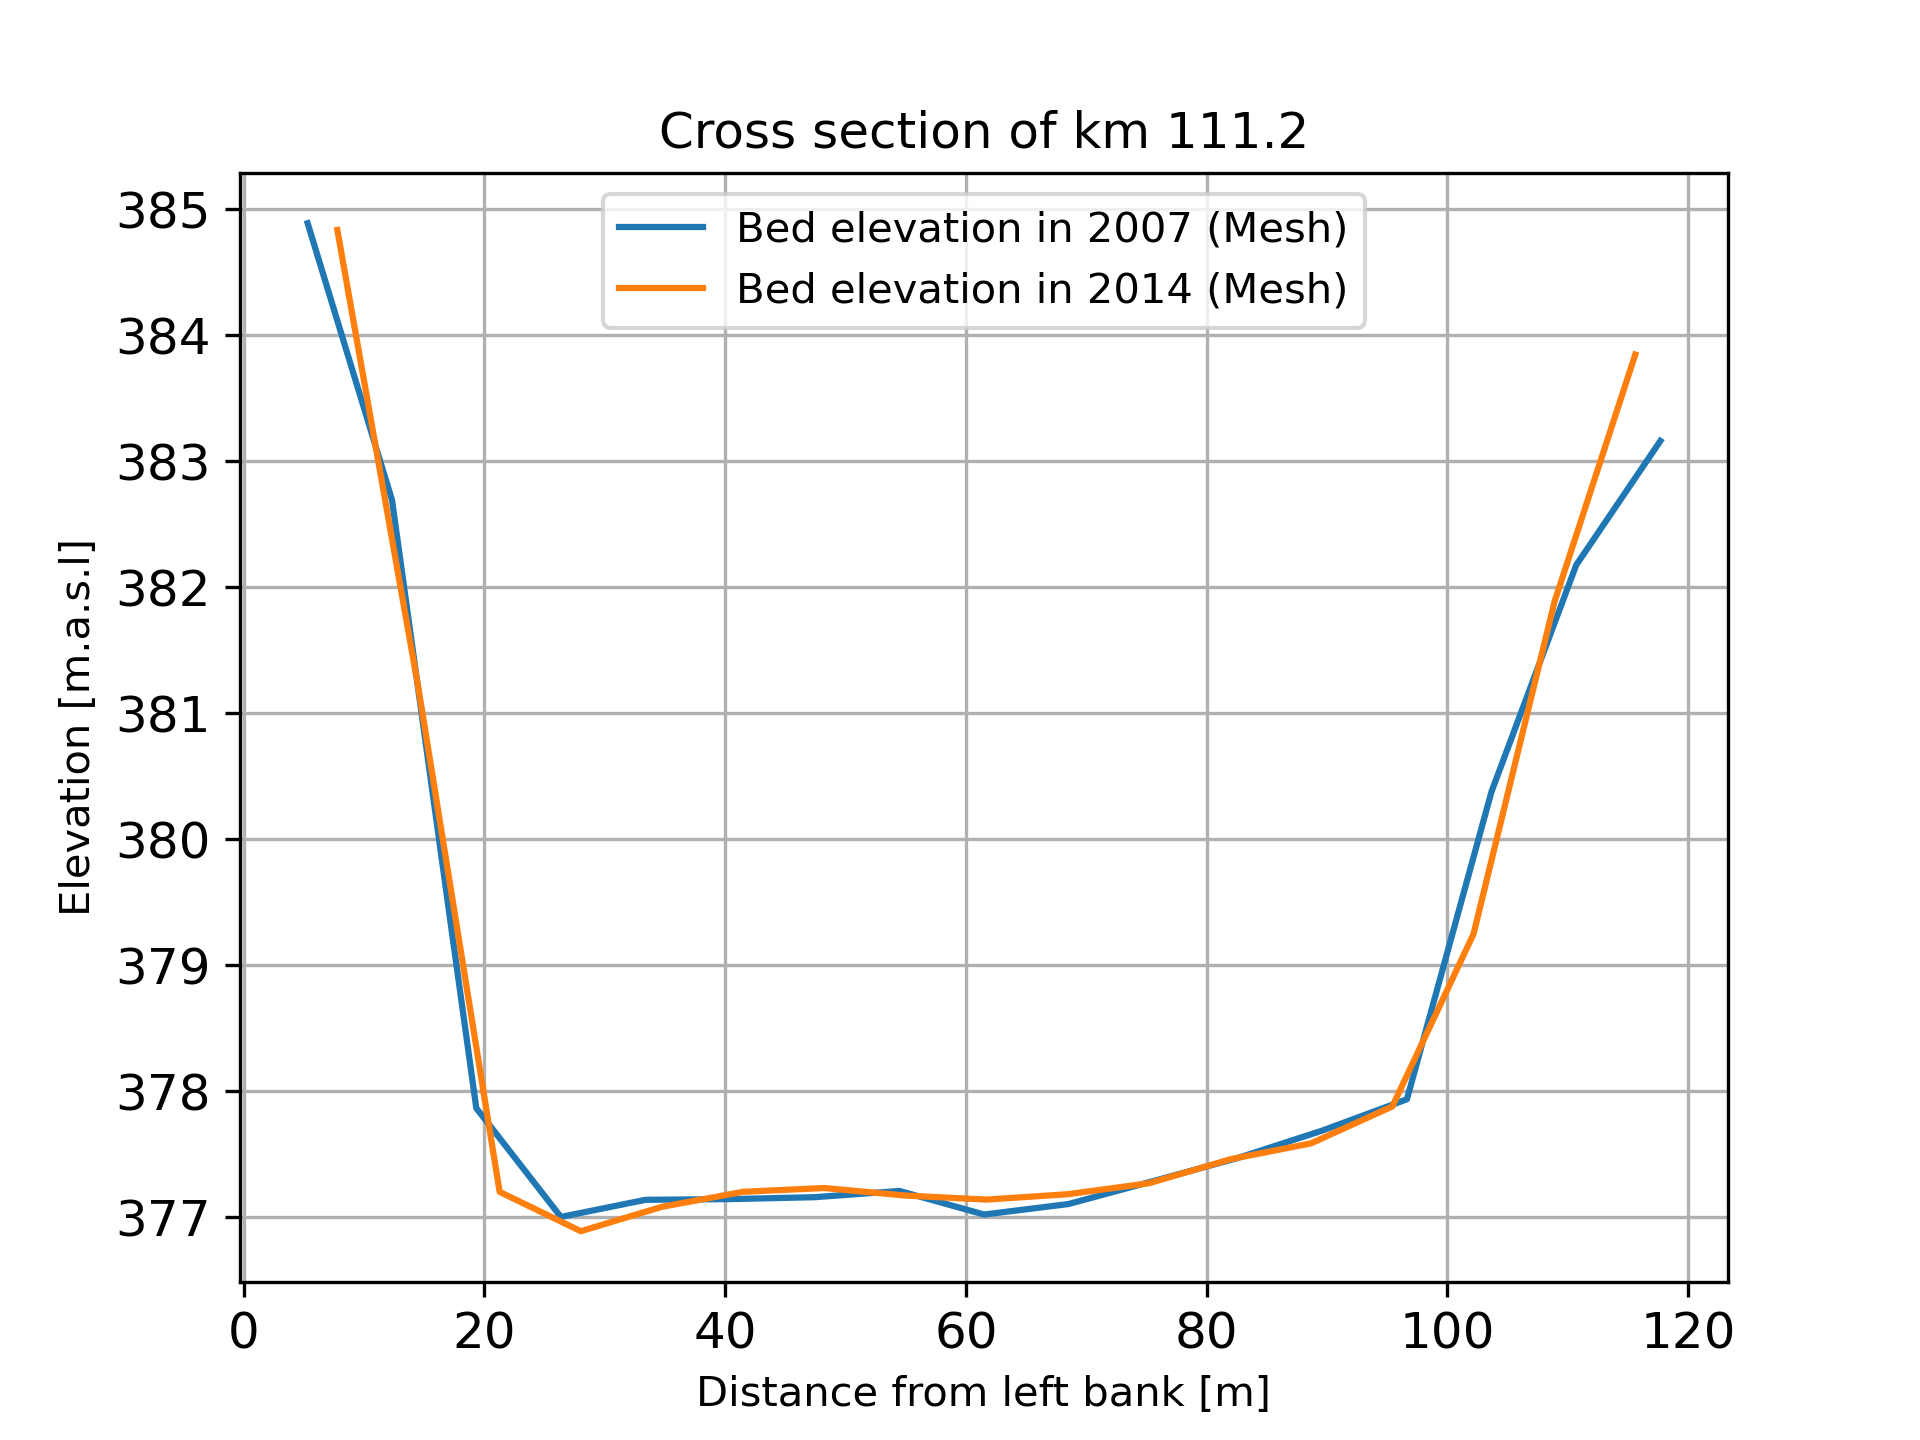 Cross section of km 111.2
Bed elevation in 2007 (Mesh)
Bed elevation in 2014 (Mesh)
385
384
383
382
381
380
379
378
377
Elevation [m.a.s.l]
0 20 40 60 80 100 120
Distance from left bank [m]